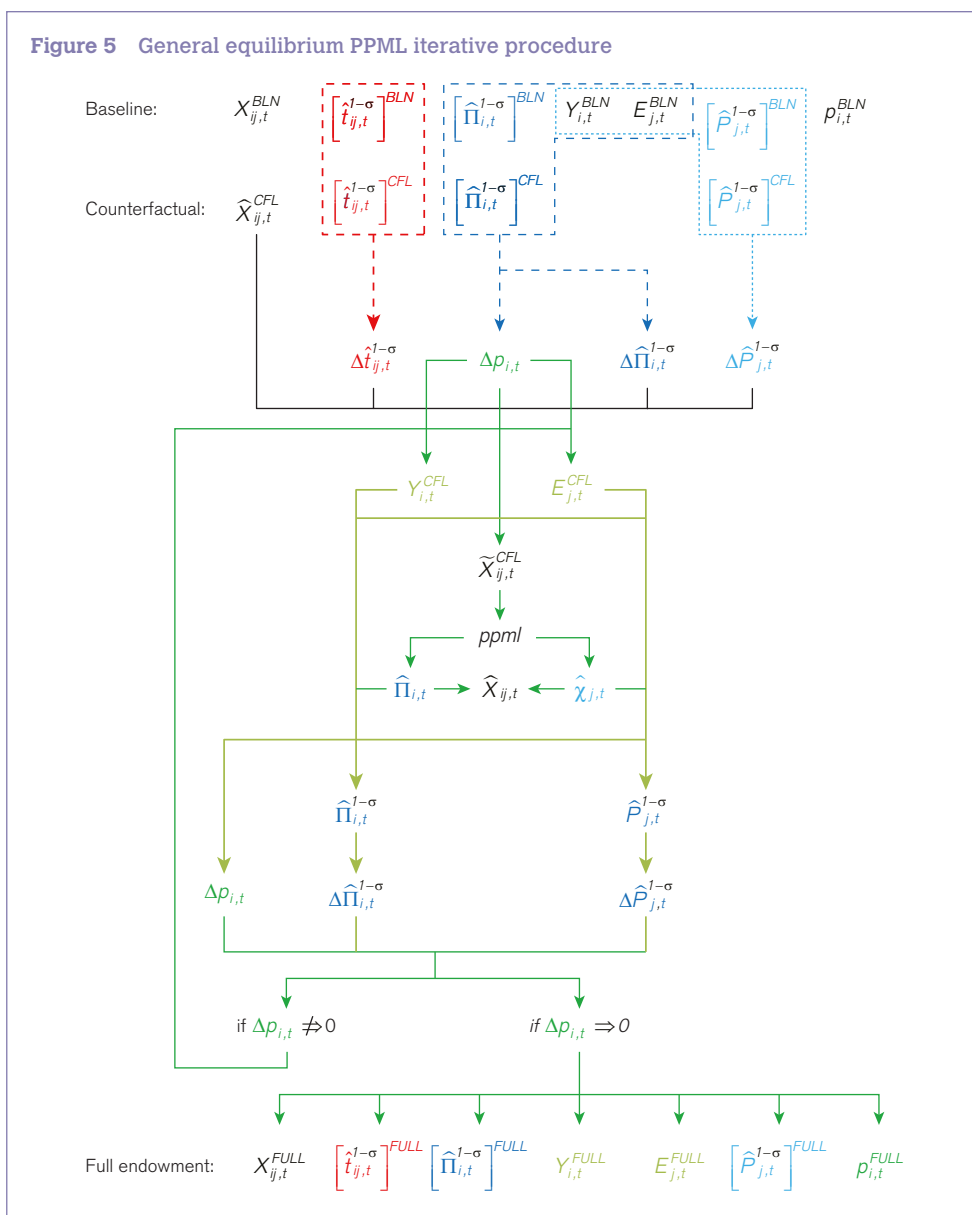 Figure 5 General equilibrium PPML iterative procedure
Baseline: X_{ij,t}^{BLN} [t̂_{ij,t}^{1−σ}]^{BLN} [Π̂_{i,t}^{1−σ}]^{BLN} Y_{i,t}^{BLN} E_{j,t}^{BLN} [P̂_{j,t}^{1−σ}]^{BLN} p_{i,t}^{BLN}
Counterfactual: X̂_{ij,t}^{CFL} [t̂_{ij,t}^{1−σ}]^{CFL} [Π̂_{i,t}^{1−σ}]^{CFL} [P̂_{j,t}^{1−σ}]^{CFL}
Δt̂_{ij,t}^{1−σ} Δp_{i,t} ΔΠ̂_{i,t}^{1−σ} ΔP̂_{j,t}^{1−σ}
Y_{i,t}^{CFL} E_{j,t}^{CFL}
X̃_{ij,t}^{CFL}
ppml
Π̂_{i,t} X̂_{ij,t} χ̂_{j,t}
Π̂_{i,t}^{1−σ} P̂_{j,t}^{1−σ}
Δp_{i,t} ΔΠ̂_{i,t}^{1−σ} ΔP̂_{j,t}^{1−σ}
if Δp_{i,t} ⇏ 0 if Δp_{i,t} ⇒ 0
Full endowment: X_{ij,t}^{FULL} [t̂_{ij,t}^{1−σ}]^{FULL} [Π̂_{i,t}^{1−σ}]^{FULL} Y_{i,t}^{FULL} E_{j,t}^{FULL} [P̂_{j,t}^{1−σ}]^{FULL} p_{i,t}^{FULL}